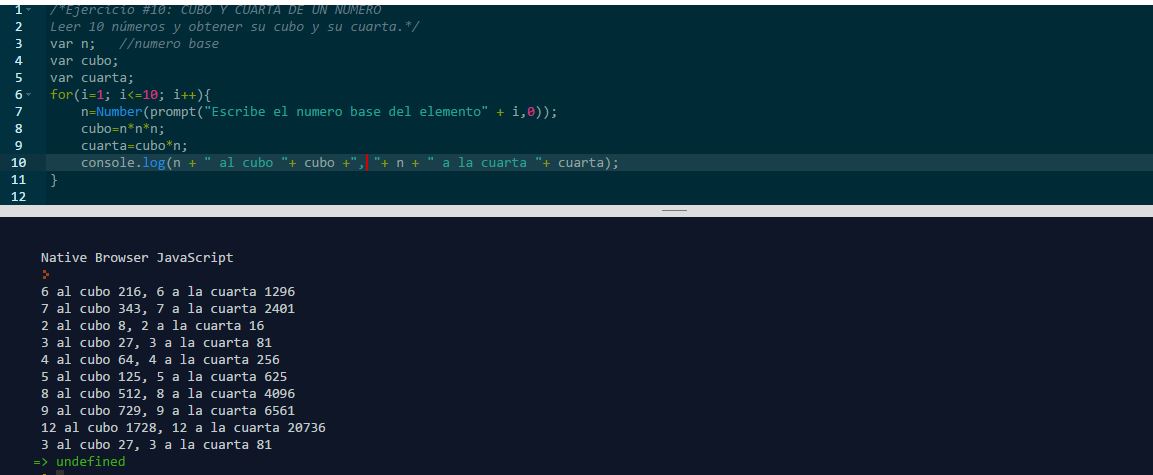 1 /*Ejercicio #10: CUBO Y CUARTA DE UN NUMERO
2 Leer 10 números y obtener su cubo y su cuarta.*/
3 var n;   //numero base
4 var cubo;
5 var cuarta;
6 for(i=1; i<=10; i++){
7     n=Number(prompt("Escribe el numero base del elemento" + i,0));
8     cubo=n*n*n;
9     cuarta=cubo*n;
10     console.log(n + " al cubo "+ cubo +", "+ n + " a la cuarta "+ cuarta);
11 }
12
Native Browser JavaScript
6 al cubo 216, 6 a la cuarta 1296
7 al cubo 343, 7 a la cuarta 2401
2 al cubo 8, 2 a la cuarta 16
3 al cubo 27, 3 a la cuarta 81
4 al cubo 64, 4 a la cuarta 256
5 al cubo 125, 5 a la cuarta 625
8 al cubo 512, 8 a la cuarta 4096
9 al cubo 729, 9 a la cuarta 6561
12 al cubo 1728, 12 a la cuarta 20736
3 al cubo 27, 3 a la cuarta 81
=> undefined